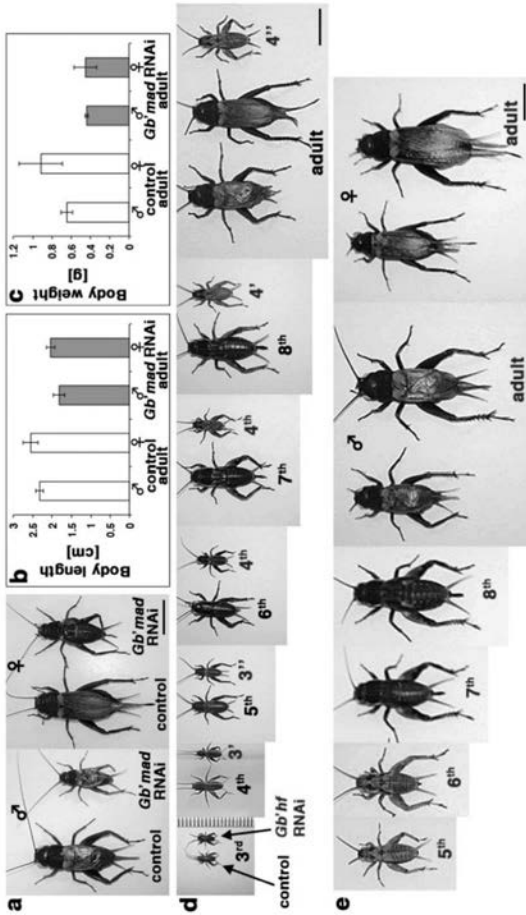 a
♂
♀
control
Gb'mad
RNAi
control
Gb'mad
RNAi
b
Body length
[cm]
3
2.5
2
1.5
1
0.5
0
♂ ♀ ♂ ♀
control Gb'mad RNAi
adult adult
c
Body weight
[g]
1.2
1
0.8
0.6
0.4
0.2
0
♂ ♀ ♂ ♀
control Gb'mad RNAi
adult adult
d
3rd
control
Gb'hf
RNAi
4th 3'
5th 3''
6th 4th
7th 4th
8th 4'
adult 4''
e
5th
6th
7th
8th
♂
♀
adult